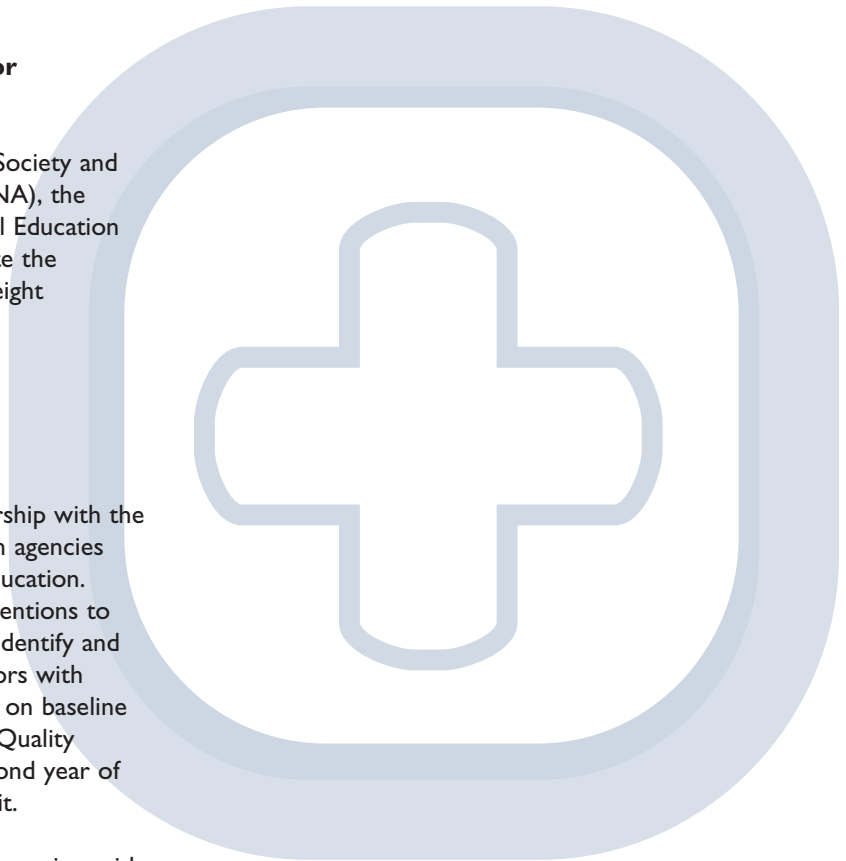 or
Society and
NA), the
l Education
te the
eight
rship with the
n agencies
ucation.
entions to
dentify and
ors with
on baseline
Quality
ond year of
it.